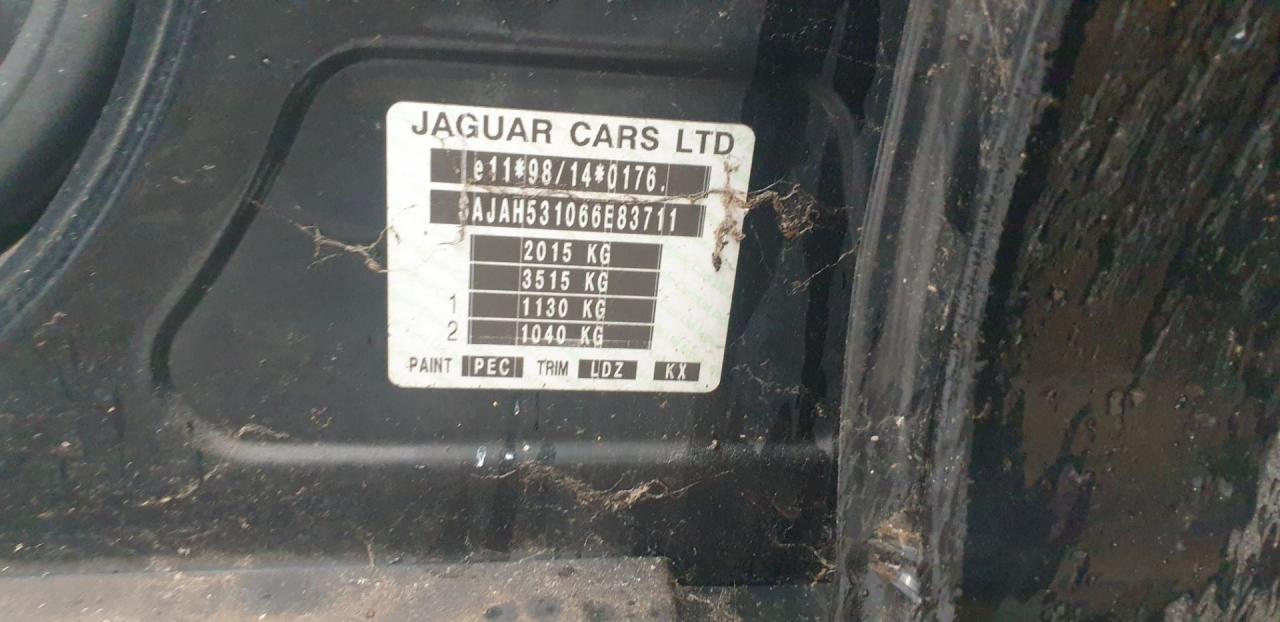 JAGUAR CARS LTD
e11*98/14*0176.
AJAH531066E83711
2015 KG
3515 KG
1 1130 KG
2 1040 KG
PAINT PEC TRIM LDZ KX